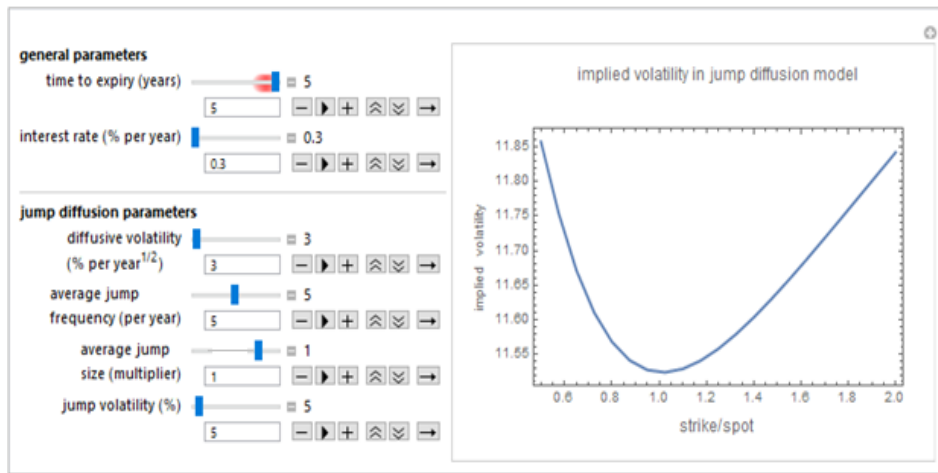 general parameters
time to expiry (years) 5
5
interest rate (% per year) 0.3
0.3
jump diffusion parameters
diffusive volatility 3
(% per year1/2)
3
average jump 5
frequency (per year)
5
average jump 1
size (multiplier)
1
jump volatility (%) 5
5
implied volatility in jump diffusion model
11.85
11.80
11.75
11.70
11.65
11.60
11.55
implied volatility
0.6 0.8 1.0 1.2 1.4 1.6 1.8 2.0
strike/spot